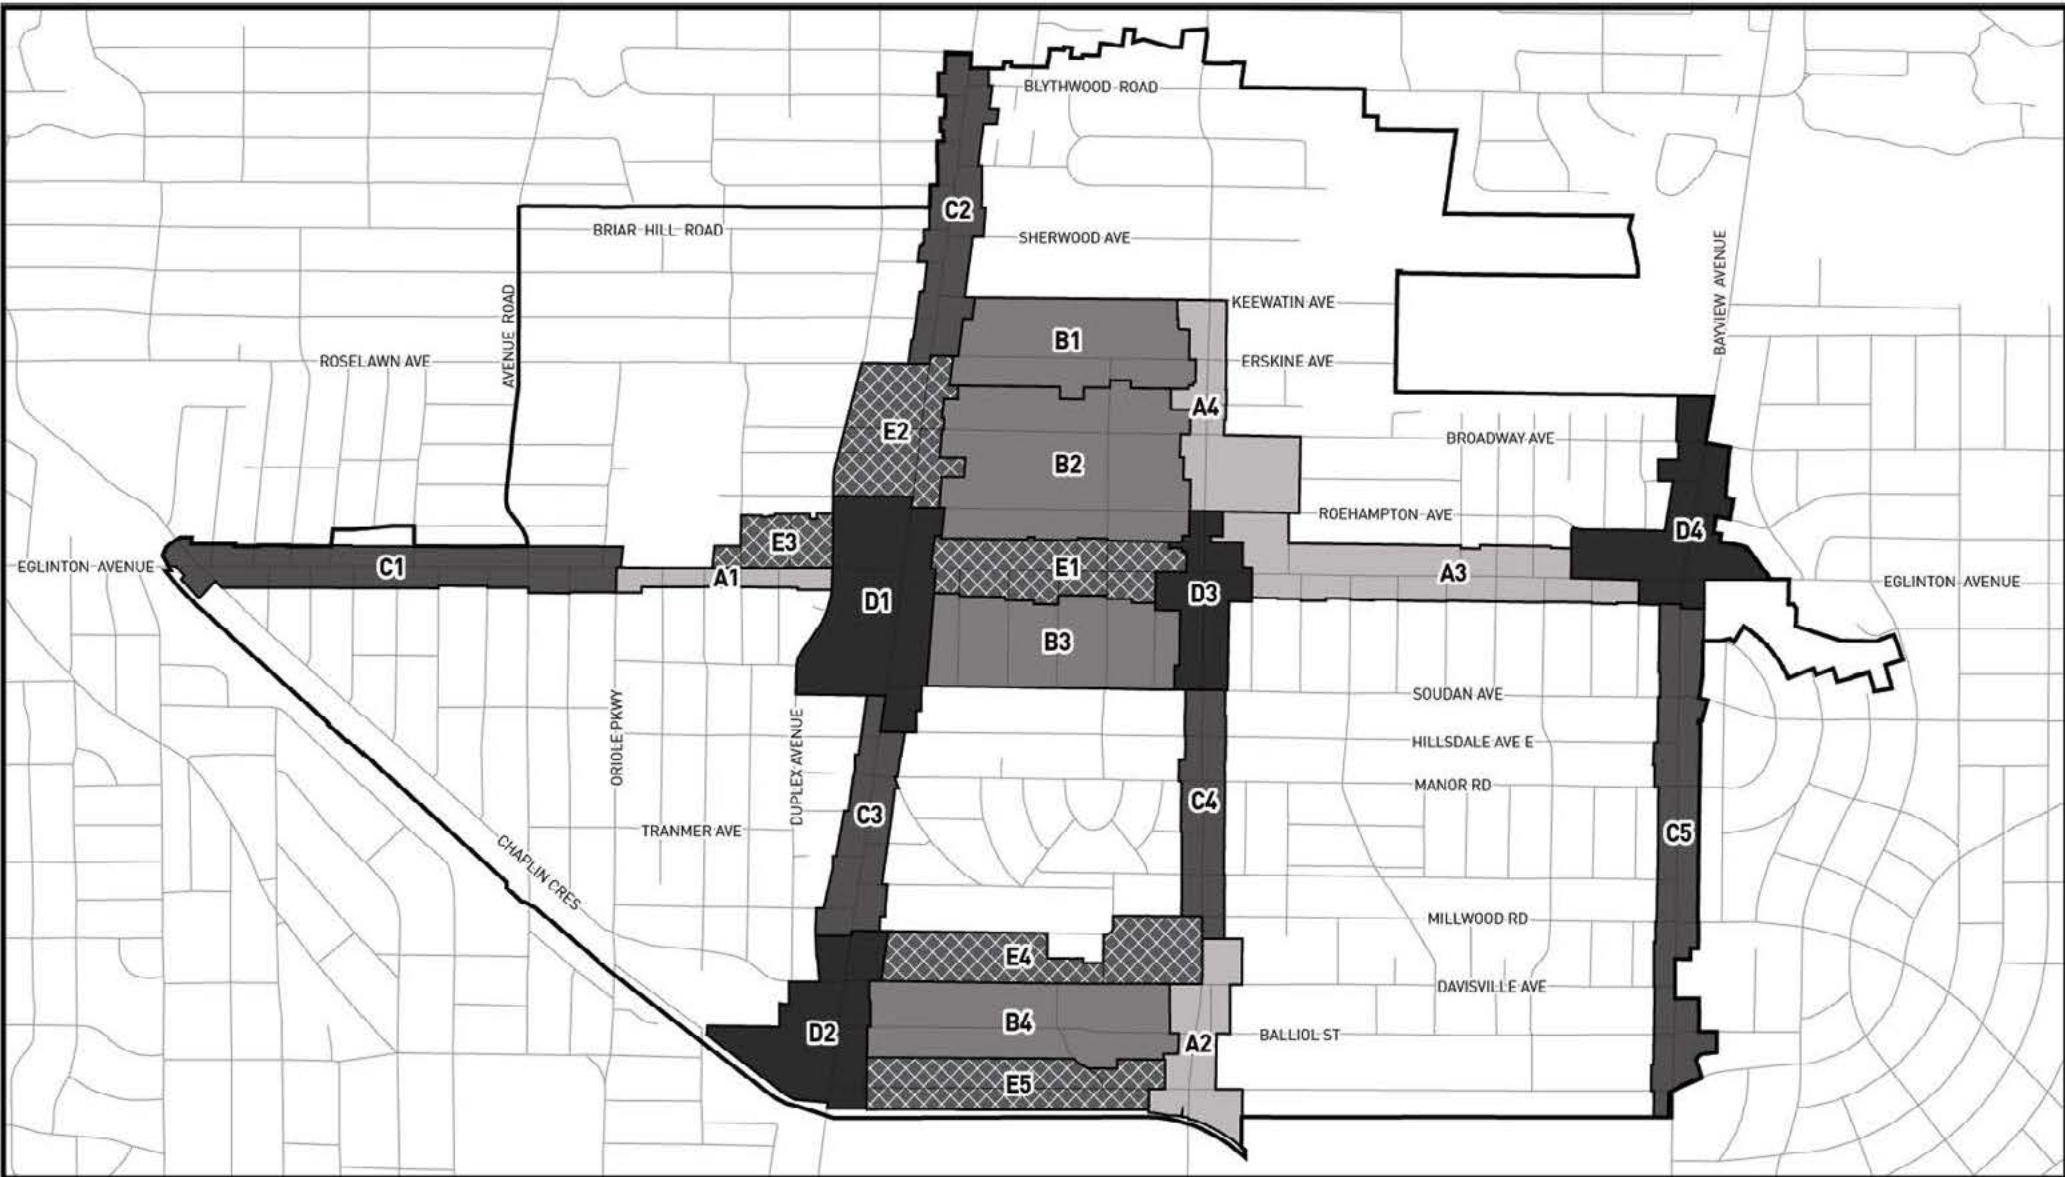 BLYTHWOOD ROAD
C2
BRIAR HILL ROAD
SHERWOOD AVE
BAYVIEW AVENUE
KEEWATIN AVE
AVENUE ROAD
B1
ROSELAWN AVE
ERSKINE AVE
A4
E2
BROADWAY AVE
B2
ROEHAMPTON AVE
D4
E3
EGLINTON AVENUE
C1
A1
E1
A3
EGLINTON AVENUE
D1
D3
B3
SOUDAN AVE
ORIOLE PKWY
DUPLEX AVENUE
HILLSDALE AVE E
MANOR RD
C4
C3
TRANMER AVE
C5
CHAPLIN CRES
MILLWOOD RD
E4
DAVISVILLE AVE
B4
D2
A2
BALLIOL ST
E5